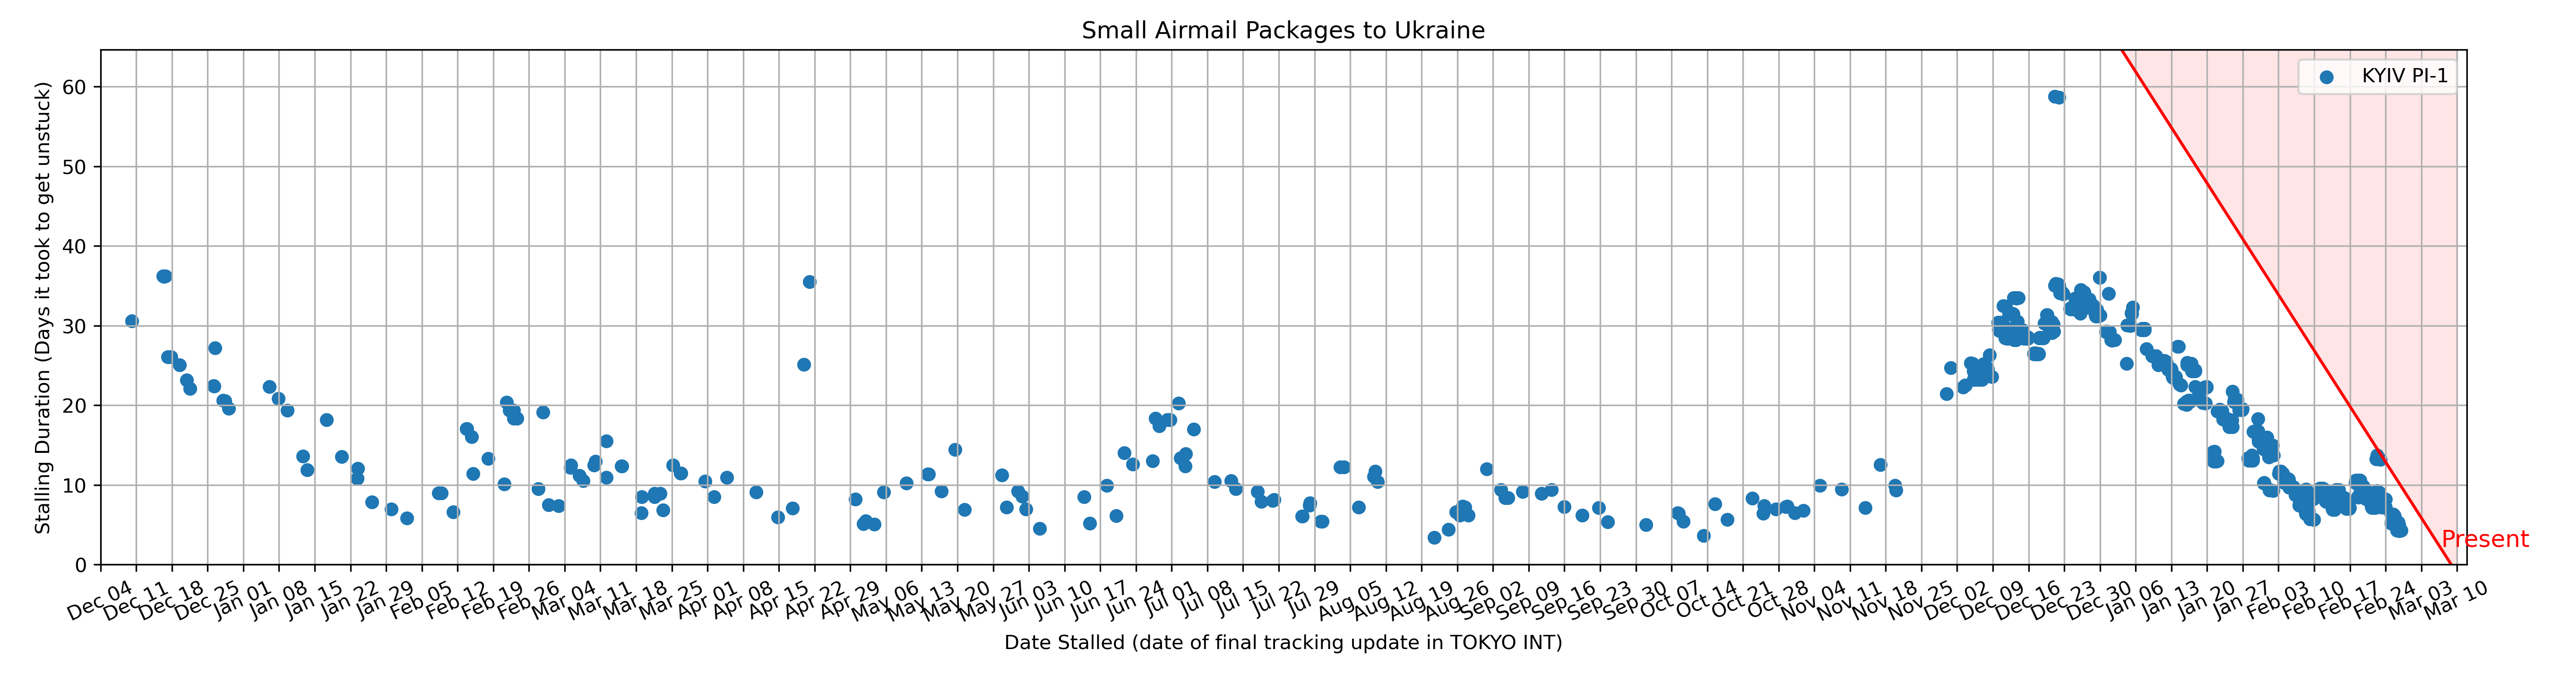 Small Airmail Packages to Ukraine
Stalling Duration (Days it took to get unstuck)
60
50
40
30
20
10
0
KYIV PI-1
Present
Dec 04
Dec 11
Dec 18
Dec 25
Jan 01
Jan 08
Jan 15
Jan 22
Jan 29
Feb 05
Feb 12
Feb 19
Feb 26
Mar 04
Mar 11
Mar 18
Mar 25
Apr 01
Apr 08
Apr 15
Apr 22
Apr 29
May 06
May 13
May 20
May 27
Jun 03
Jun 10
Jun 17
Jun 24
Jul 01
Jul 08
Jul 15
Jul 22
Jul 29
Aug 05
Aug 12
Aug 19
Aug 26
Sep 02
Sep 09
Sep 16
Sep 23
Sep 30
Oct 07
Oct 14
Oct 21
Oct 28
Nov 04
Nov 11
Nov 18
Nov 25
Dec 02
Dec 09
Dec 16
Dec 23
Dec 30
Jan 06
Jan 13
Jan 20
Jan 27
Feb 03
Feb 10
Feb 17
Feb 24
Mar 03
Mar 10
Date Stalled (date of final tracking update in TOKYO INT)